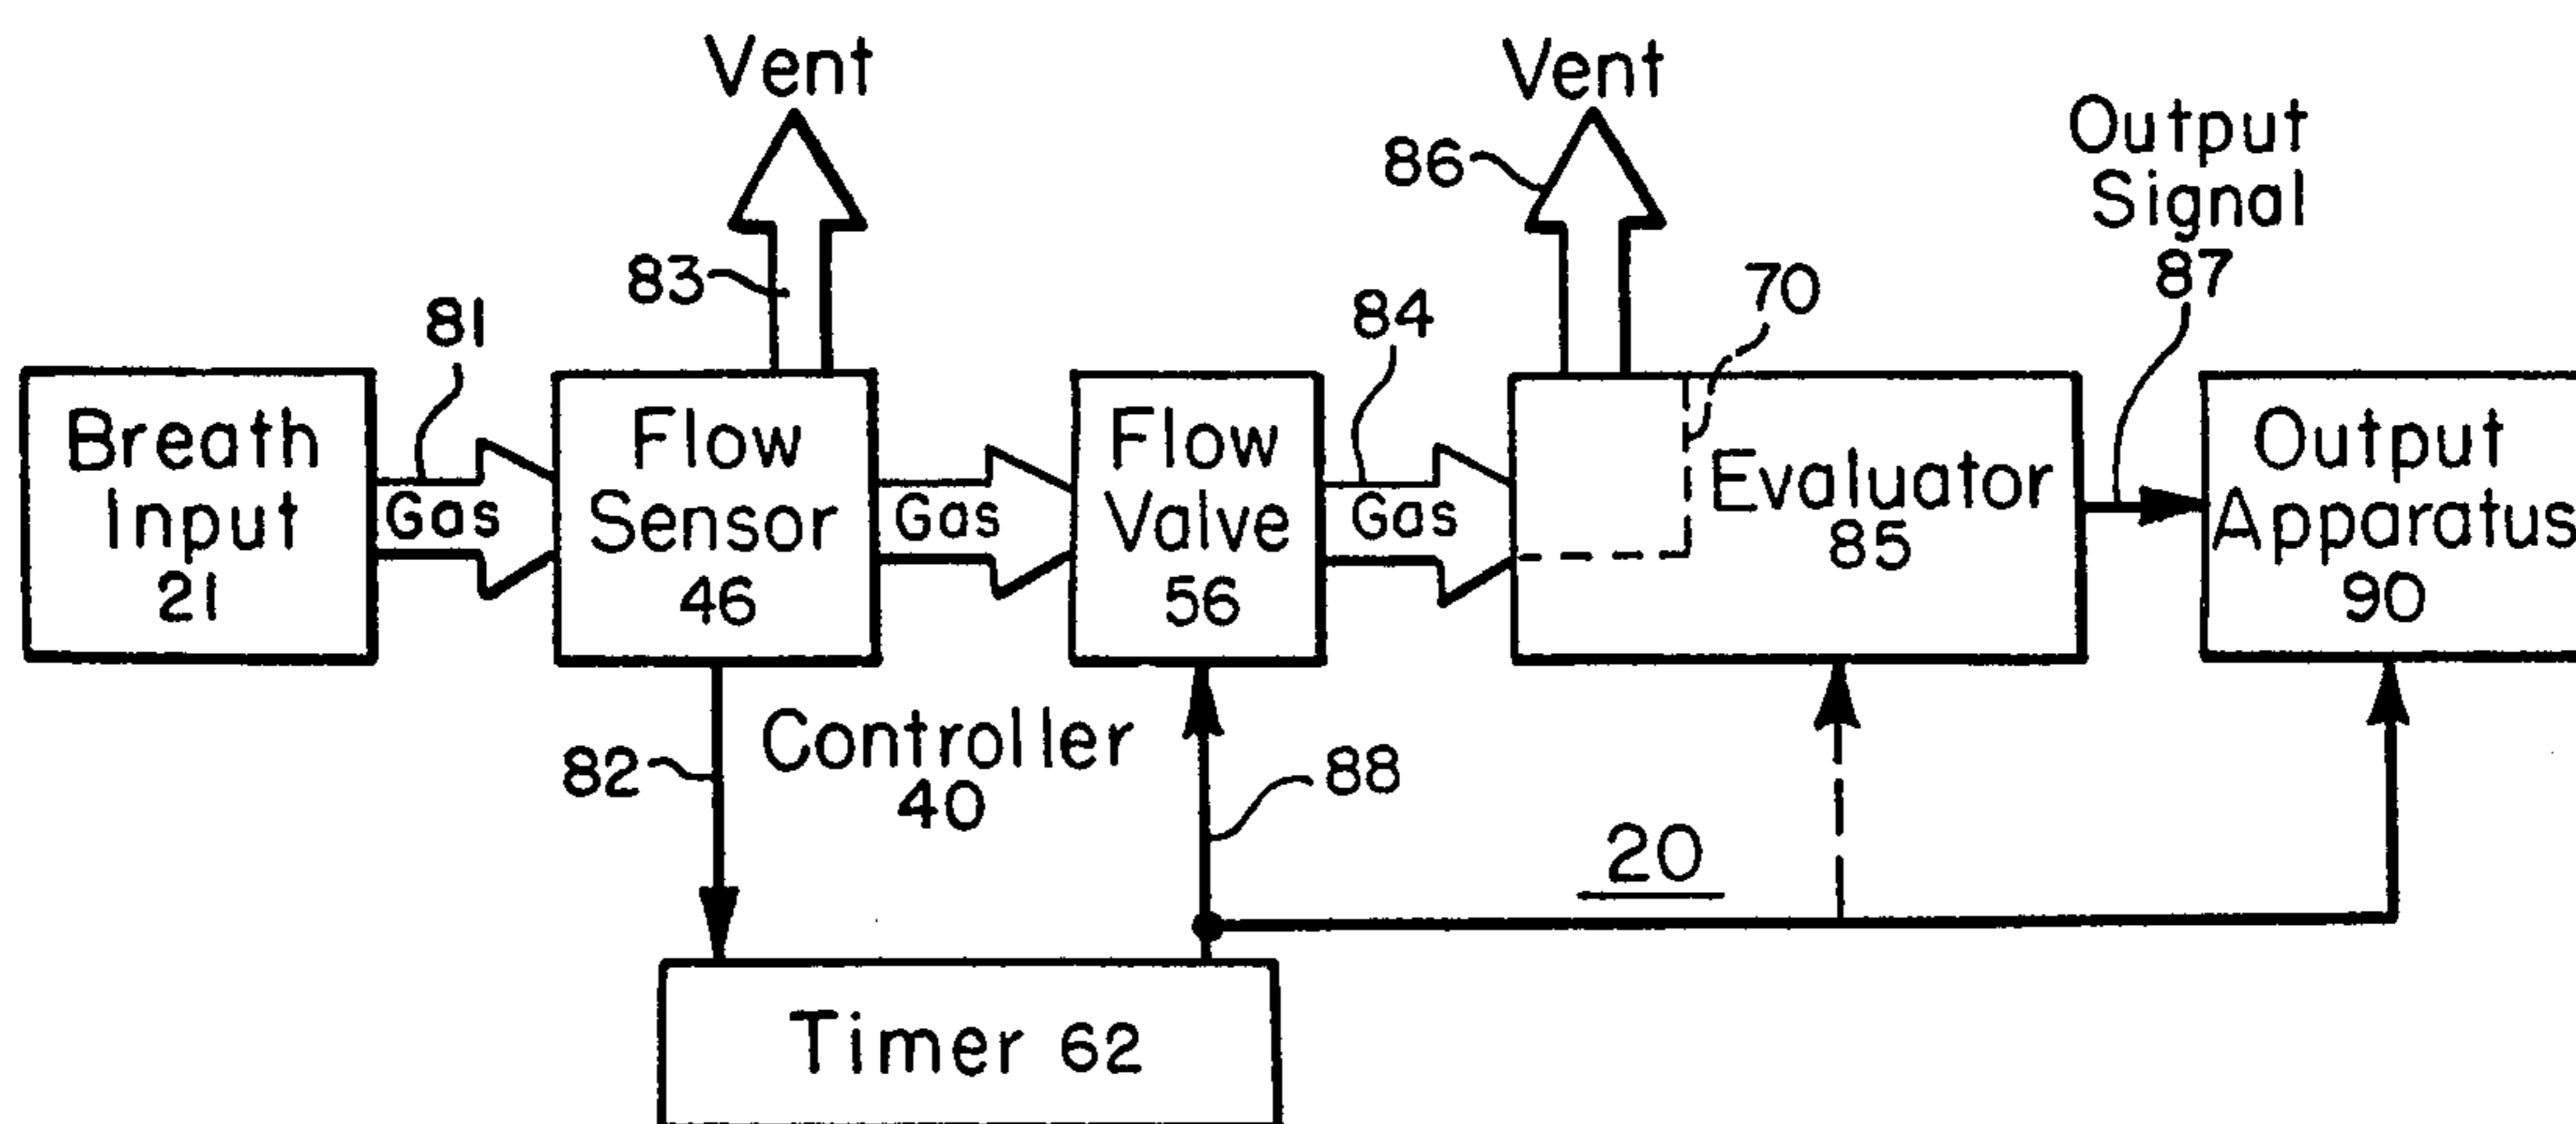 Vent
Vent
Output
Signal
87
86
83
70
81
84
Breath
Input
21
Gas
Flow
Sensor
46
Gas
Flow
Valve
56
Gas
Evaluator
85
Output
Apparatus
90
82
Controller
40
88
20
Timer 62